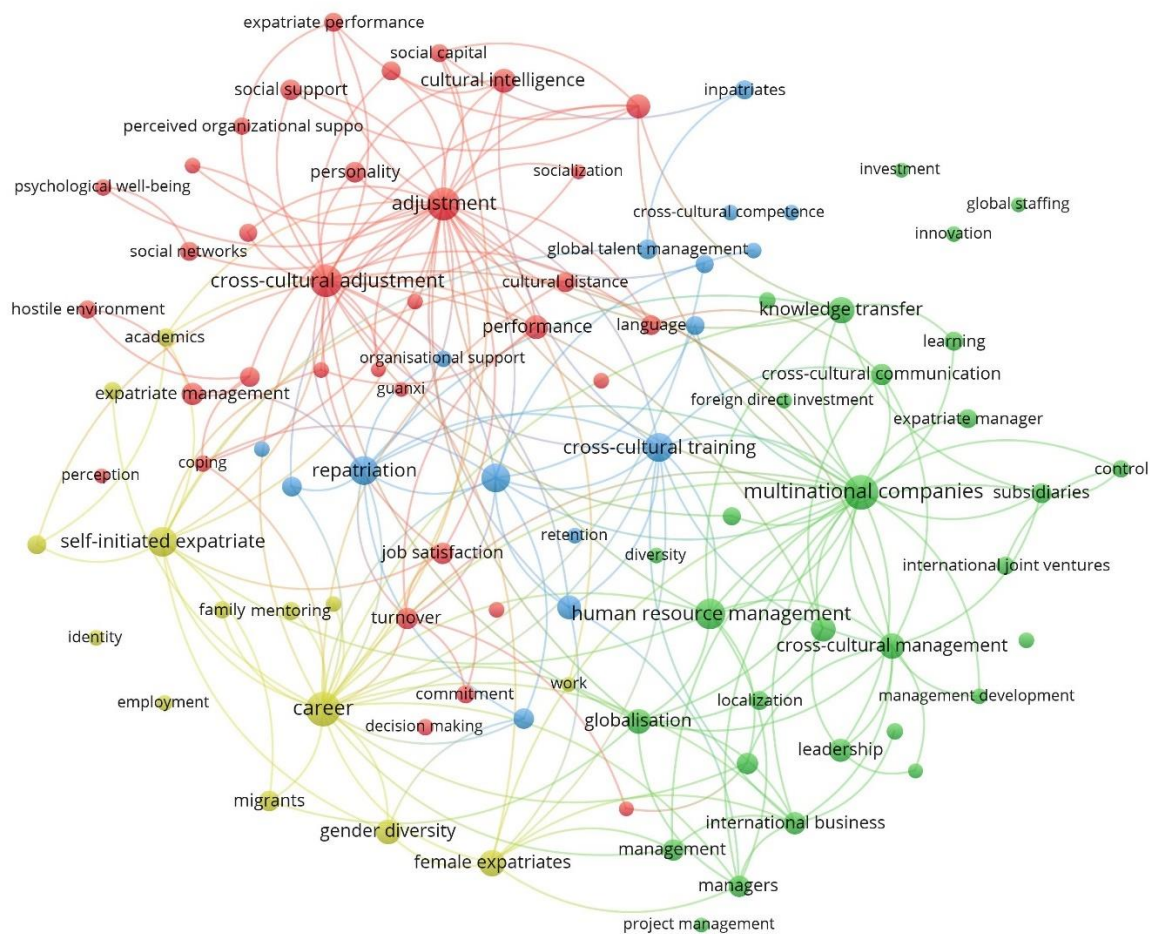 expatriate performance
social capital
cultural intelligence
social support
inpatriates
perceived organizational suppo
personality
socialization
investment
psychological well-being
adjustment
global staffing
cross-cultural competence
innovation
social networks
global talent management
cross-cultural adjustment
cultural distance
hostile environment
knowledge transfer
performance
language
academics
learning
organisational support
cross-cultural communication
guanxi
expatriate management
foreign direct investment
expatriate manager
cross-cultural training
coping
repatriation
perception
control
multinational companies
subsidiaries
self-initiated expatriate
retention
job satisfaction
diversity
international joint ventures
family
mentoring
turnover
human resource management
identity
cross-cultural management
work
commitment
management development
employment
localization
career
decision making
globalisation
leadership
migrants
gender diversity
international business
management
female expatriates
managers
project management